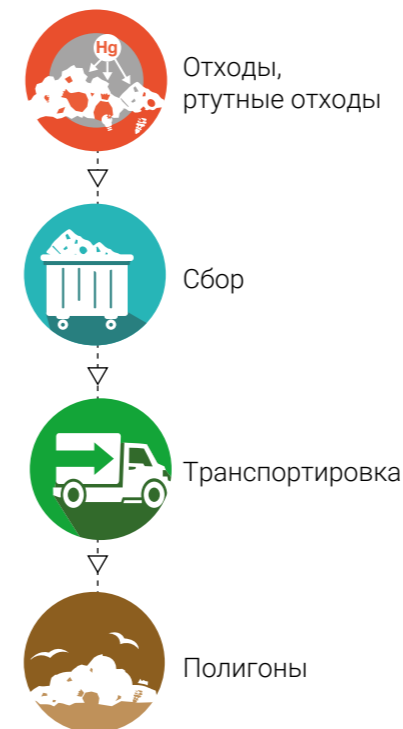 Hg
Отходы,
ртутные отходы
Сбор
Транспортировка
Полигоны